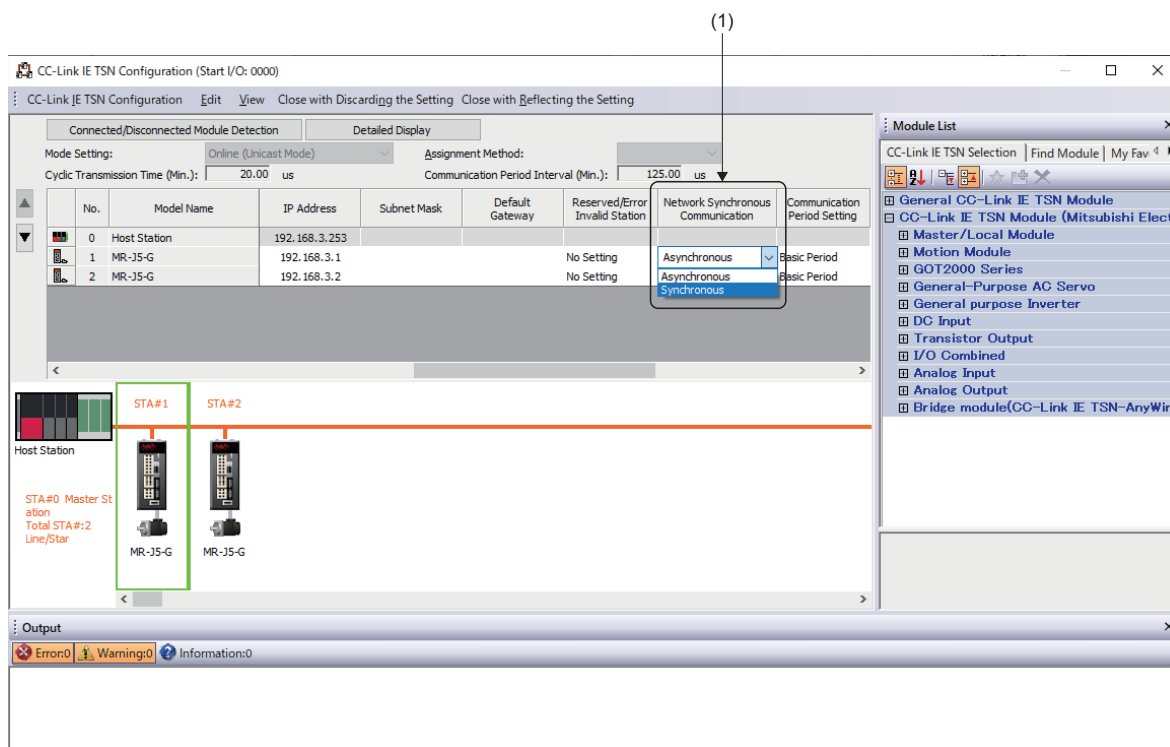 (1)
CC-Link IE TSN Configuration (Start I/O: 0000)
CC-Link IE TSN Configuration Edit View Close with Discarding the Setting Close with Reflecting the Setting
Connected/Disconnected Module Detection Detailed Display
Mode Setting: Online (Unicast Mode) Assignment Method:
Cyclic Transmission Time (Min.): 20.00 us Communication Period Interval (Min.): 125.00 us
No. Model Name IP Address Subnet Mask Default Gateway Reserved/Error Invalid Station Network Synchronous Communication Communication Period Setting
0 Host Station 192.168.3.253
1 MR-J5-G 192.168.3.1 No Setting Asynchronous Basic Period
2 MR-J5-G 192.168.3.2 No Setting Asynchronous Basic Period
Synchronous
STA#1 STA#2
Host Station
STA#0 Master St
ation
Total STA#:2
Line/Star
MR-J5-G MR-J5-G
Module List
CC-Link IE TSN Selection Find Module My Fav
General CC-Link IE TSN Module
CC-Link IE TSN Module (Mitsubishi Elect
Master/Local Module
Motion Module
GOT2000 Series
General-Purpose AC Servo
General purpose Inverter
DC Input
Transistor Output
I/O Combined
Analog Input
Analog Output
Bridge module(CC-Link IE TSN-AnyWir
Output
Error:0 Warning:0 Information:0